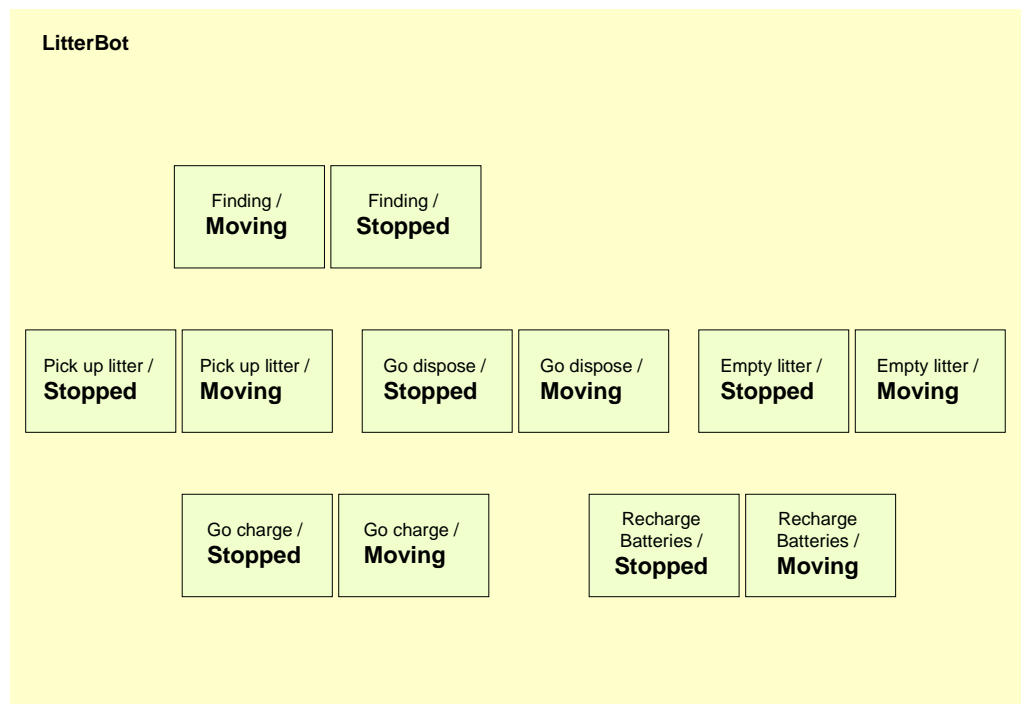 LitterBot
Finding /
Moving
Finding /
Stopped
Pick up litter /
Stopped
Pick up litter /
Moving
Go dispose /
Stopped
Go dispose /
Moving
Empty litter /
Stopped
Empty litter /
Moving
Go charge /
Stopped
Go charge /
Moving
Recharge
Batteries /
Stopped
Recharge
Batteries /
Moving